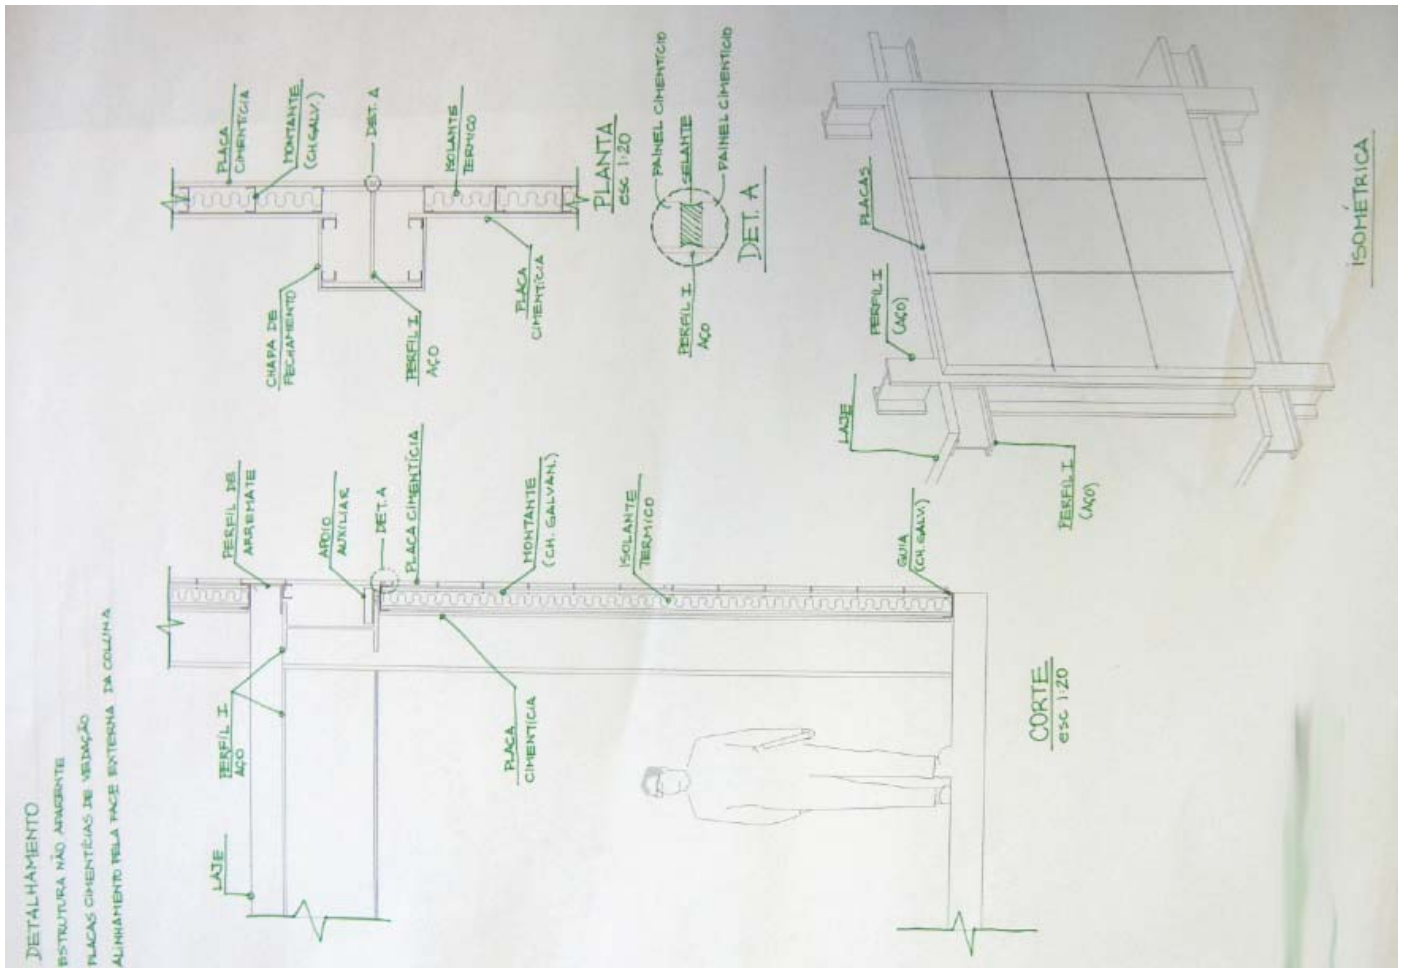 DETALHAMENTO
ESTRUTURA NÃO APARENTE
PLACAS CIMENTÍCIAS DE VEDAÇÃO
ALINHAMENTO PELA FACE EXTERNA DA COLUNA
LAJE
PERFIL I
AÇO
PERFIL DE
ARREMATE
APOIO
AUXILIAR
DET. A
PLACA CIMENTÍCIA
MONTANTE
(CH. GALVAN.)
ISOLANTE
TERMICO
GUIA
(CH. GALV.)
PLACA
CIMENTÍCIA
CORTE
esc 1:20
PLACA
CIMENTÍCIA
MONTANTE
(CH GALV.)
DET. A
ISOLANTE
TERMICO
CHAPA DE
FECHAMENTO
PERFIL I
AÇO
PLACA
CIMENTÍCIA
PLANTA
esc 1:20
PAINEL CIMENTÍCIO
SELANTE
PAINEL CIMENTÍCIO
PERFIL I
AÇO
DET. A
PLACAS
PERFIL I
(AÇO)
LAJE
PERFIL I
(AÇO)
ISOMÉTRICA